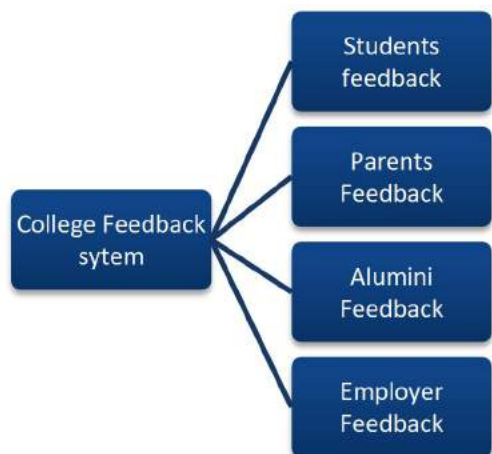 Students
feedback
Parents
Feedback
College Feedback
sytem
Alumini
Feedback
Employer
Feedback